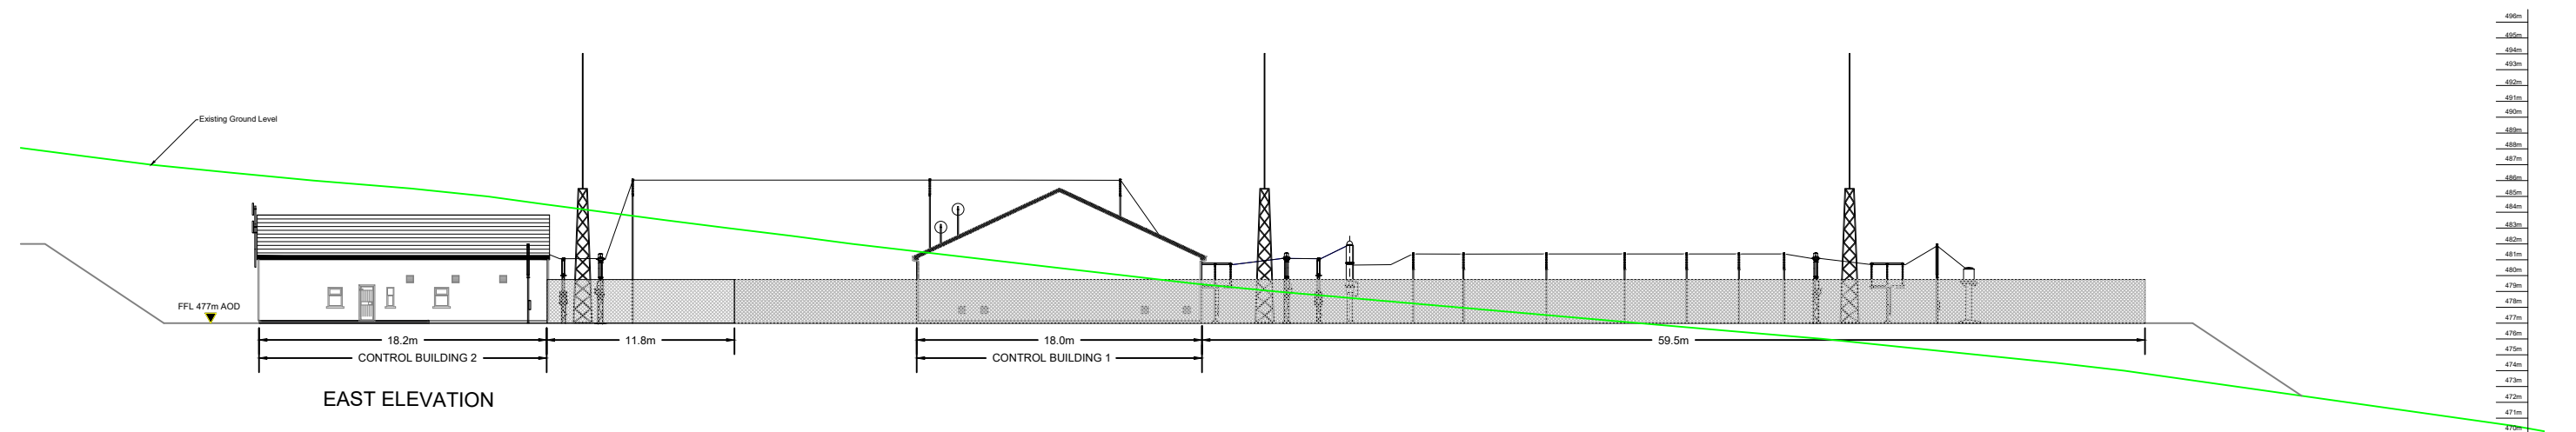 496m
495m
494m
493m
492m
491m
490m
489m
488m
487m
486m
485m
484m
483m
482m
481m
480m
479m
478m
477m
476m
475m
474m
473m
472m
471m
470m
Existing Ground Level
FFL 477m AOD
18.2m
11.8m
18.0m
59.5m
CONTROL BUILDING 2
CONTROL BUILDING 1
EAST ELEVATION